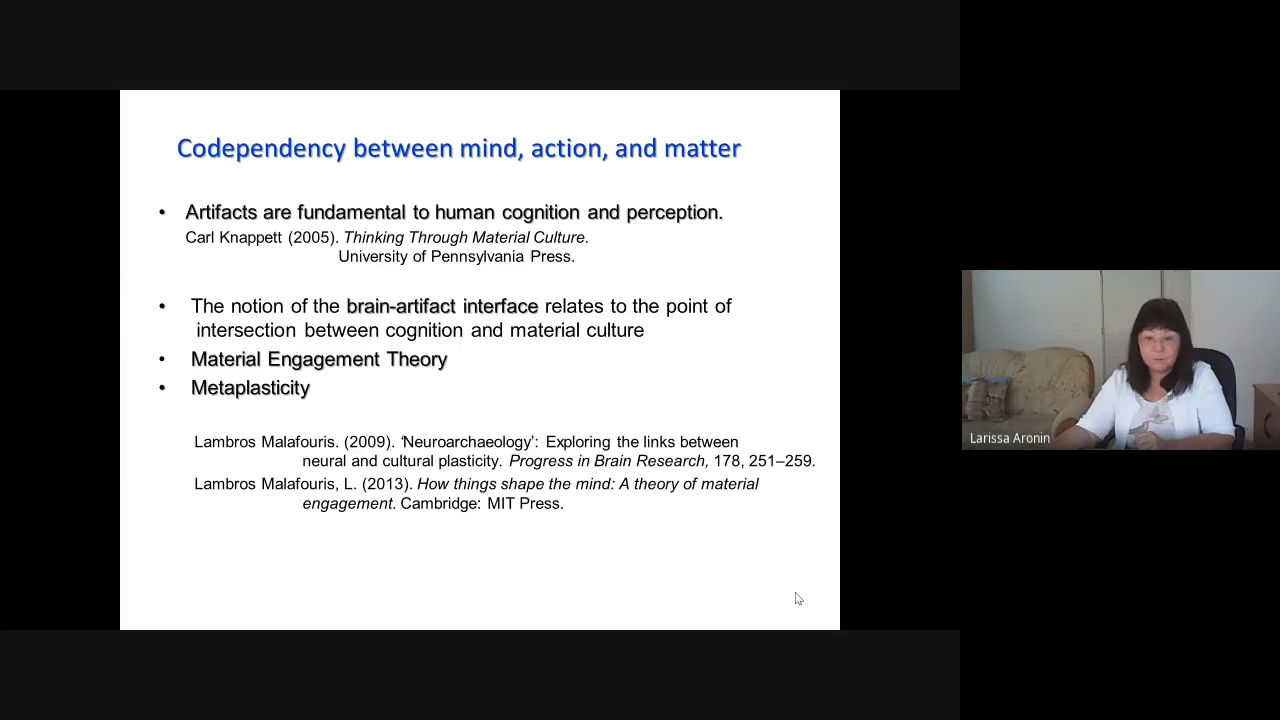 Codependency between mind, action, and matter
• Artifacts are fundamental to human cognition and perception.
Carl Knappett (2005). Thinking Through Material Culture.
University of Pennsylvania Press.
• The notion of the brain-artifact interface relates to the point of
intersection between cognition and material culture
• Material Engagement Theory
• Metaplasticity
Lambros Malafouris. (2009). ‘Neuroarchaeology’: Exploring the links between
neural and cultural plasticity. Progress in Brain Research, 178, 251–259.
Lambros Malafouris, L. (2013). How things shape the mind: A theory of material
engagement. Cambridge: MIT Press.
Larissa Aronin